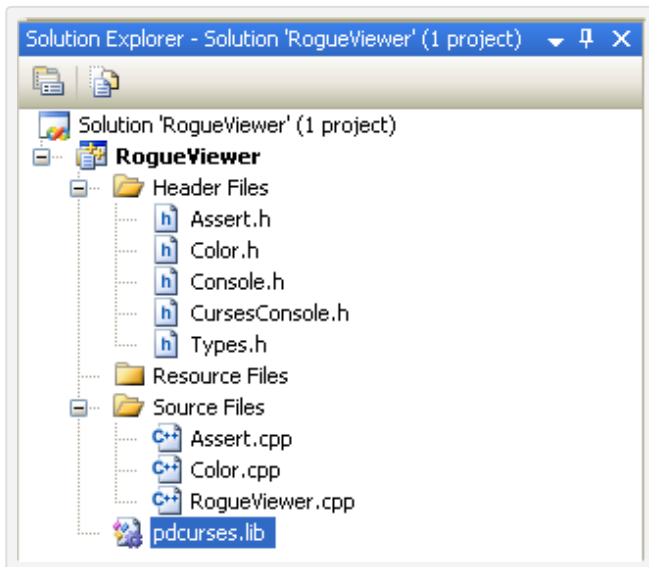 Solution Explorer - Solution 'RogueViewer' (1 project)
Solution 'RogueViewer' (1 project)
RogueViewer
Header Files
h Assert.h
h Color.h
h Console.h
h CursesConsole.h
h Types.h
Resource Files
Source Files
C++ Assert.cpp
C++ Color.cpp
C++ RogueViewer.cpp
pdcurses.lib